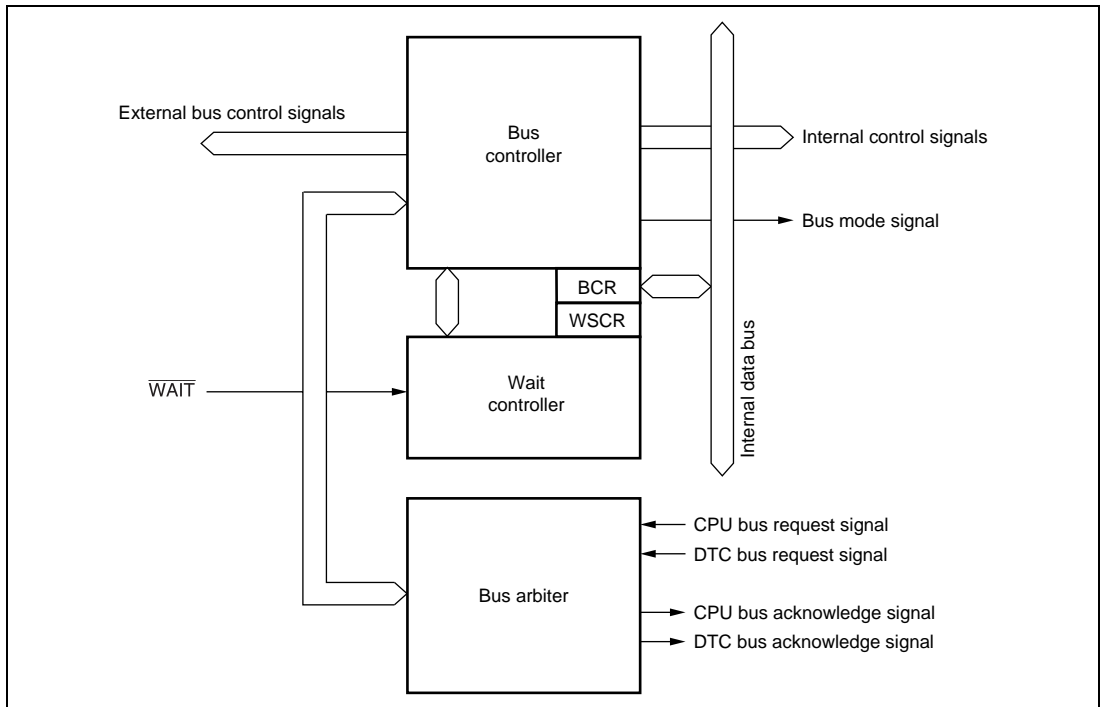 External bus control signals
Bus
controller
Internal control signals
Bus mode signal
BCR
WSCR
Internal data bus
WAIT
Wait
controller
Bus arbiter
CPU bus request signal
DTC bus request signal
CPU bus acknowledge signal
DTC bus acknowledge signal